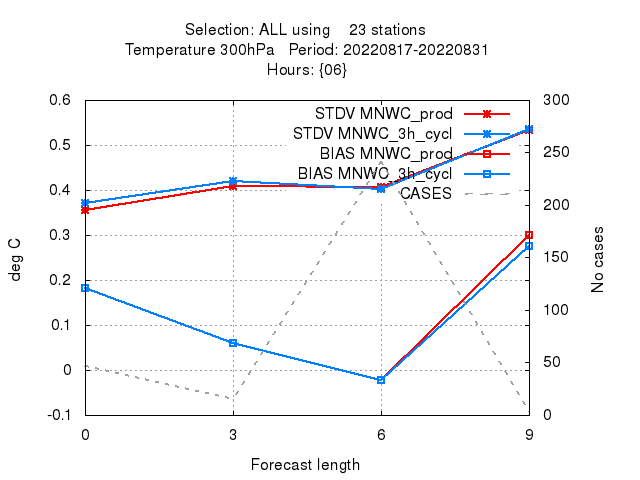 Selection: ALL using 23 stations
Temperature 300hPa Period: 20220817-20220831
Hours: {06}
0.6
0.5
0.4
0.3
0.2
0.1
0
-0.1
deg C
STDV MNWC_prod
STDV MNWC_3h_cycl
BIAS MNWC_prod
BIAS MNWC_3h_cycl
CASES
300
250
200
150
100
50
0
No cases
0 3 6 9
Forecast length